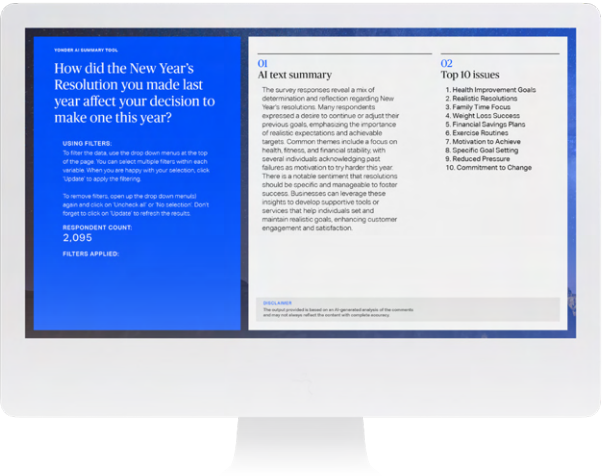 YONDER AI SUMMARY TOOL
How did the New Year's
Resolution you made last
year affect your decision to
make one this year?
USING FILTERS:
To filter the data, use the drop down menus at the top
of the page. You can select multiple filters within each
variable. When you are happy with your selection, click
'Update' to apply the filtering.
To remove filters, open up the drop down menu(s)
again and click on 'Uncheck all' or 'No selection'. Don't
forget to click on 'Update' to refresh the results.
RESPONDENT COUNT:
2,095
FILTERS APPLIED:
01
AI text summary
The survey responses reveal a mix of
determination and reflection regarding New
Year's resolutions. Many respondents
expressed a desire to continue or adjust their
previous goals, emphasizing the importance
of realistic expectations and achievable
targets. Common themes include a focus on
health, fitness, and financial stability, with
several individuals acknowledging past
failures as motivation to try harder this year.
There is a notable sentiment that resolutions
should be specific and manageable to foster
success. Businesses can leverage these
insights to develop supportive tools or
services that help individuals set and
maintain realistic goals, enhancing customer
engagement and satisfaction.
02
Top 10 issues
1. Health Improvement Goals
2. Realistic Resolutions
3. Family Time Focus
4. Weight Loss Success
5. Financial Savings Plans
6. Exercise Routines
7. Motivation to Achieve
8. Specific Goal Setting
9. Reduced Pressure
10. Commitment to Change
DISCLAIMER
The output provided is based on an AI-generated analysis of the comments
and may not always reflect the content with complete accuracy.